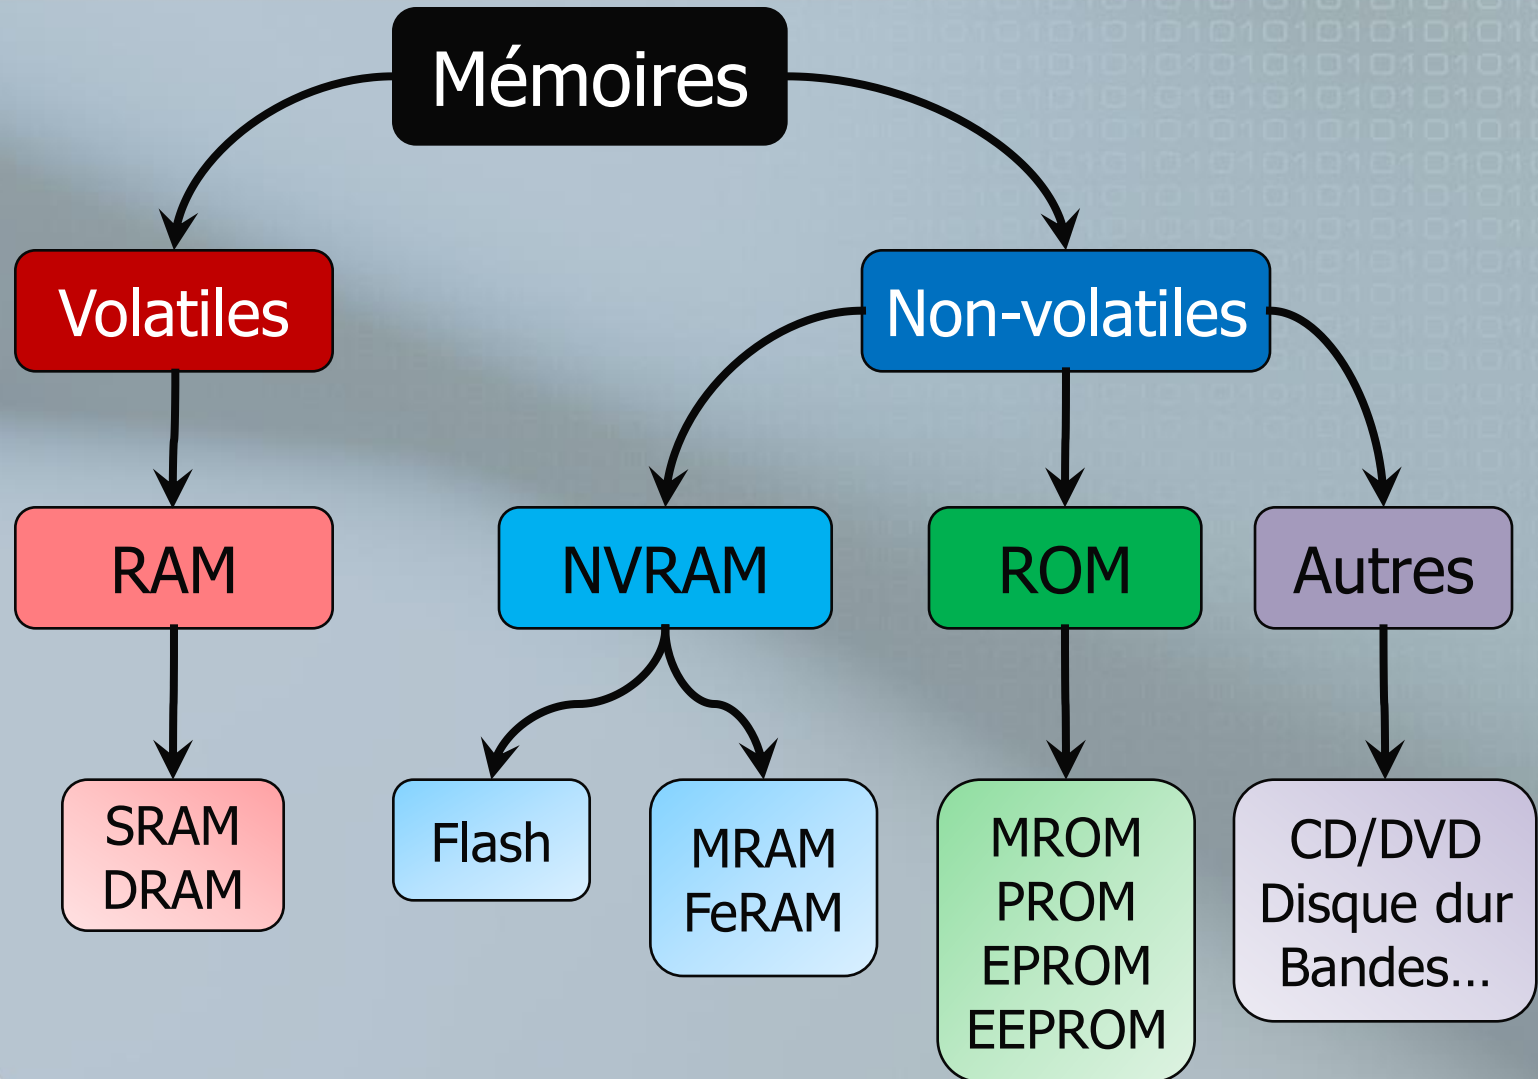 Mémoires
Volatiles
Non-volatiles
RAM
NVRAM
ROM
Autres
SRAM
DRAM
Flash
MRAM
FeRAM
MROM
PROM
EPROM
EEPROM
CD/DVD
Disque dur
Bandes...